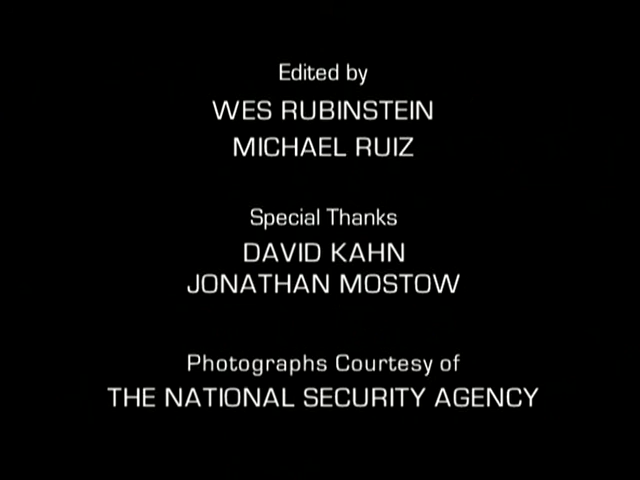 Edited by
WES RUBINSTEIN
MICHAEL RUIZ
Special Thanks
DAVID KAHN
JONATHAN MOSTOW
Photographs Courtesy of
THE NATIONAL SECURITY AGENCY